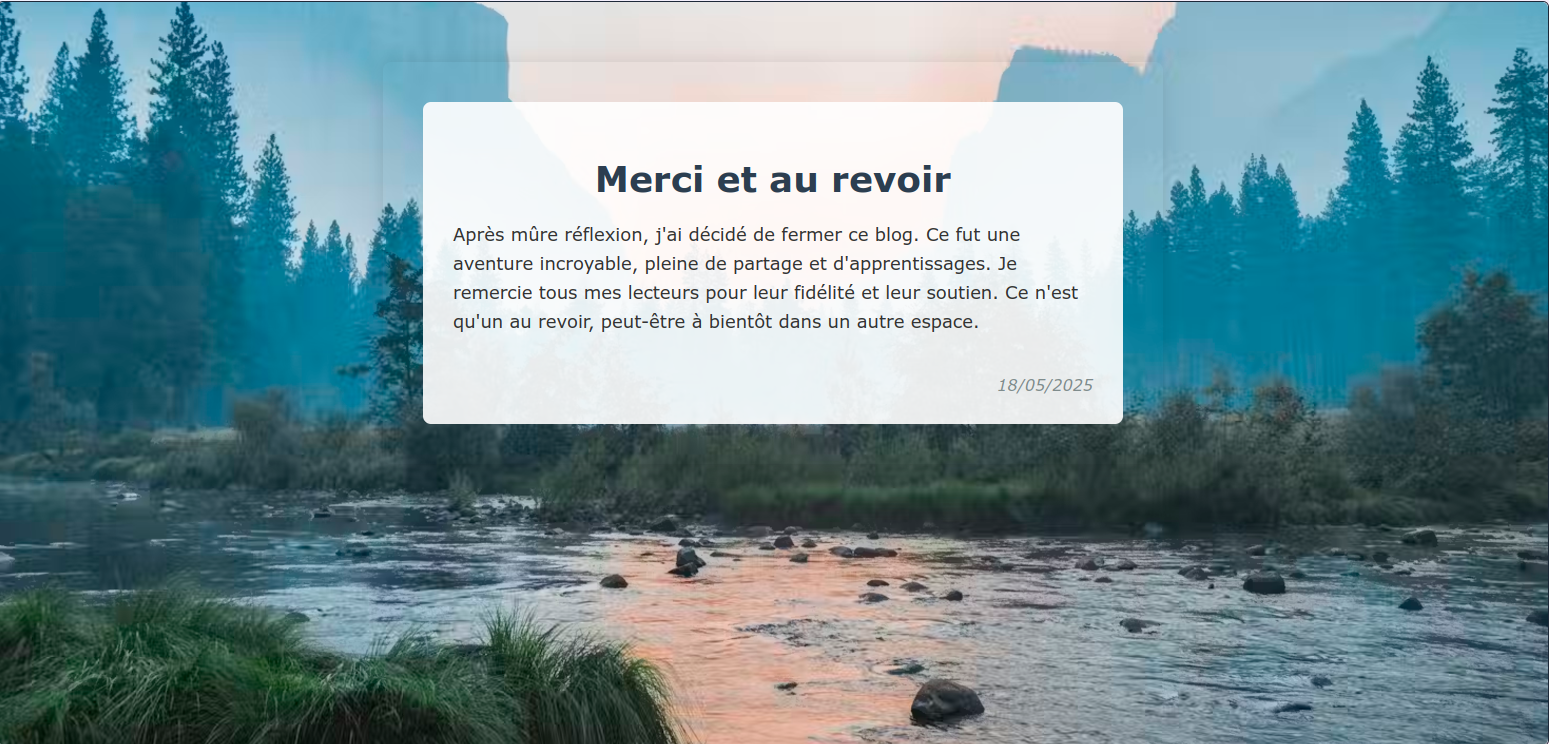 Merci et au revoir
Après mûre réflexion, j'ai décidé de fermer ce blog. Ce fut une
aventure incroyable, pleine de partage et d'apprentissages. Je
remercie tous mes lecteurs pour leur fidélité et leur soutien. Ce n'est
qu'un au revoir, peut-être à bientôt dans un autre espace.
18/05/2025